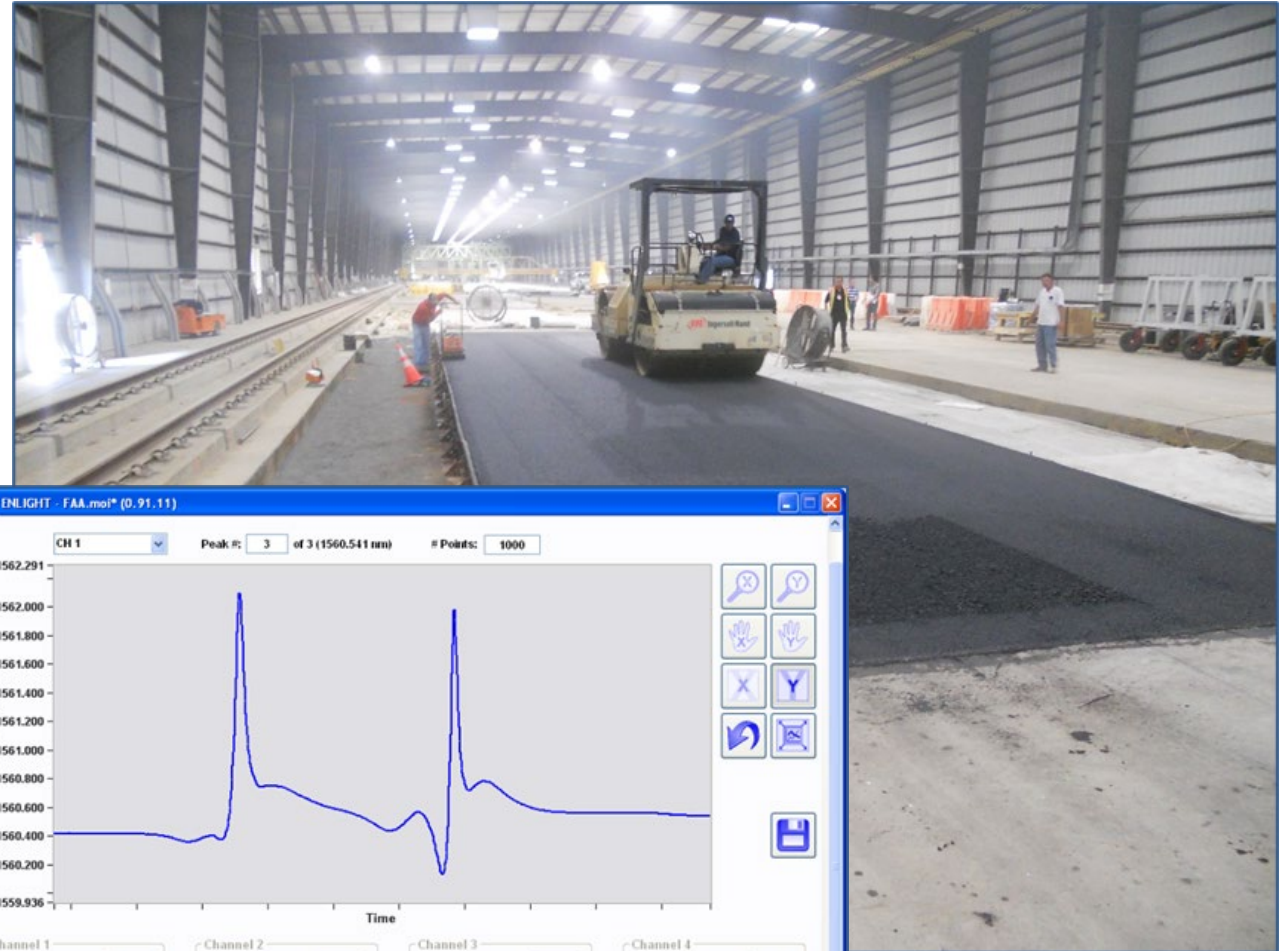 Ingersoll-Rand
ENLIGHT - FAA.moi* (0.91.11)
CH 1 Peak #: 3 of 3 (1560.541 nm) # Points: 1000
1562.291
1562.000
1561.800
1561.600
1561.400
1561.200
1561.000
1560.800
1560.600
1560.400
1560.200
1559.936
X Y
X Y
X Y
Time
Channel 1 Channel 2 Channel 3 Channel 4